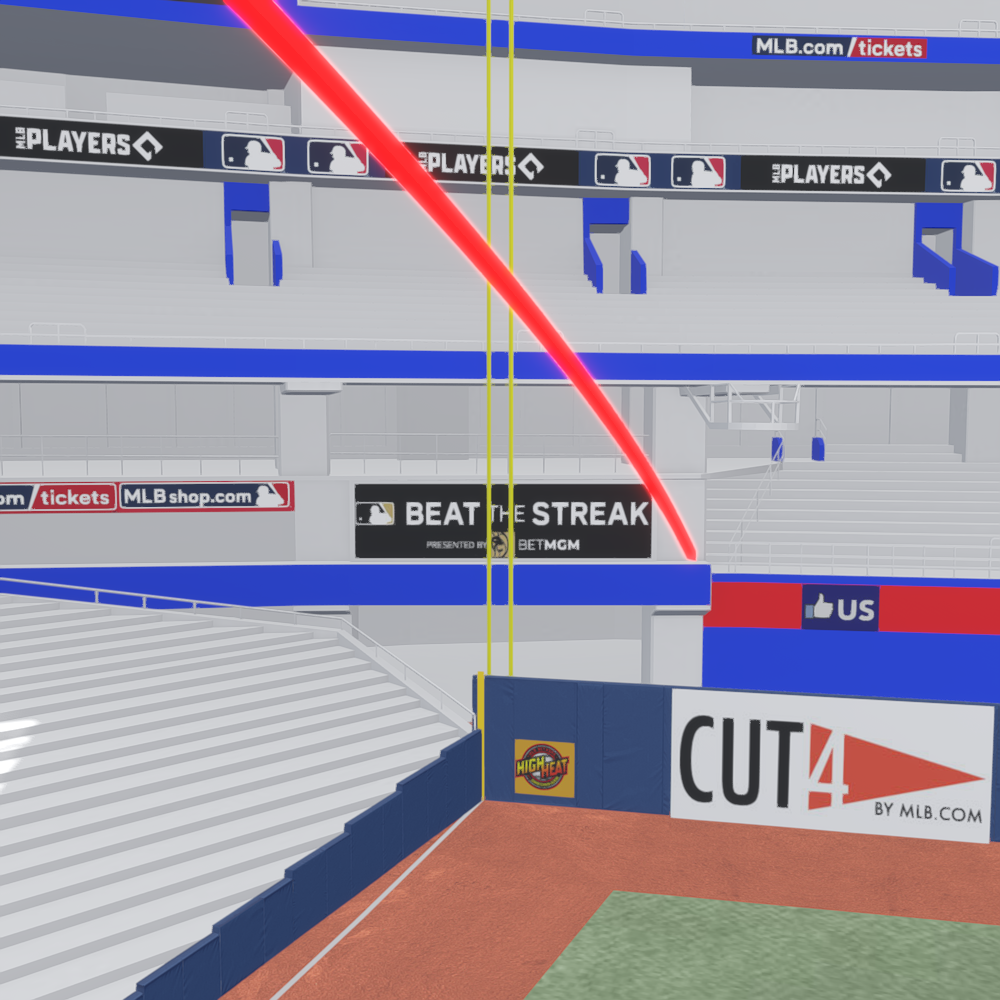 MLB.com/tickets
MLB PLAYERS
MLB PLAYERS
MLB PLAYERS
om/tickets
MLBshop.com
BEAT THE STREAK
PRESENTED BY BETMGM
US
HIGH HEAT
CUT4
BY MLB.COM